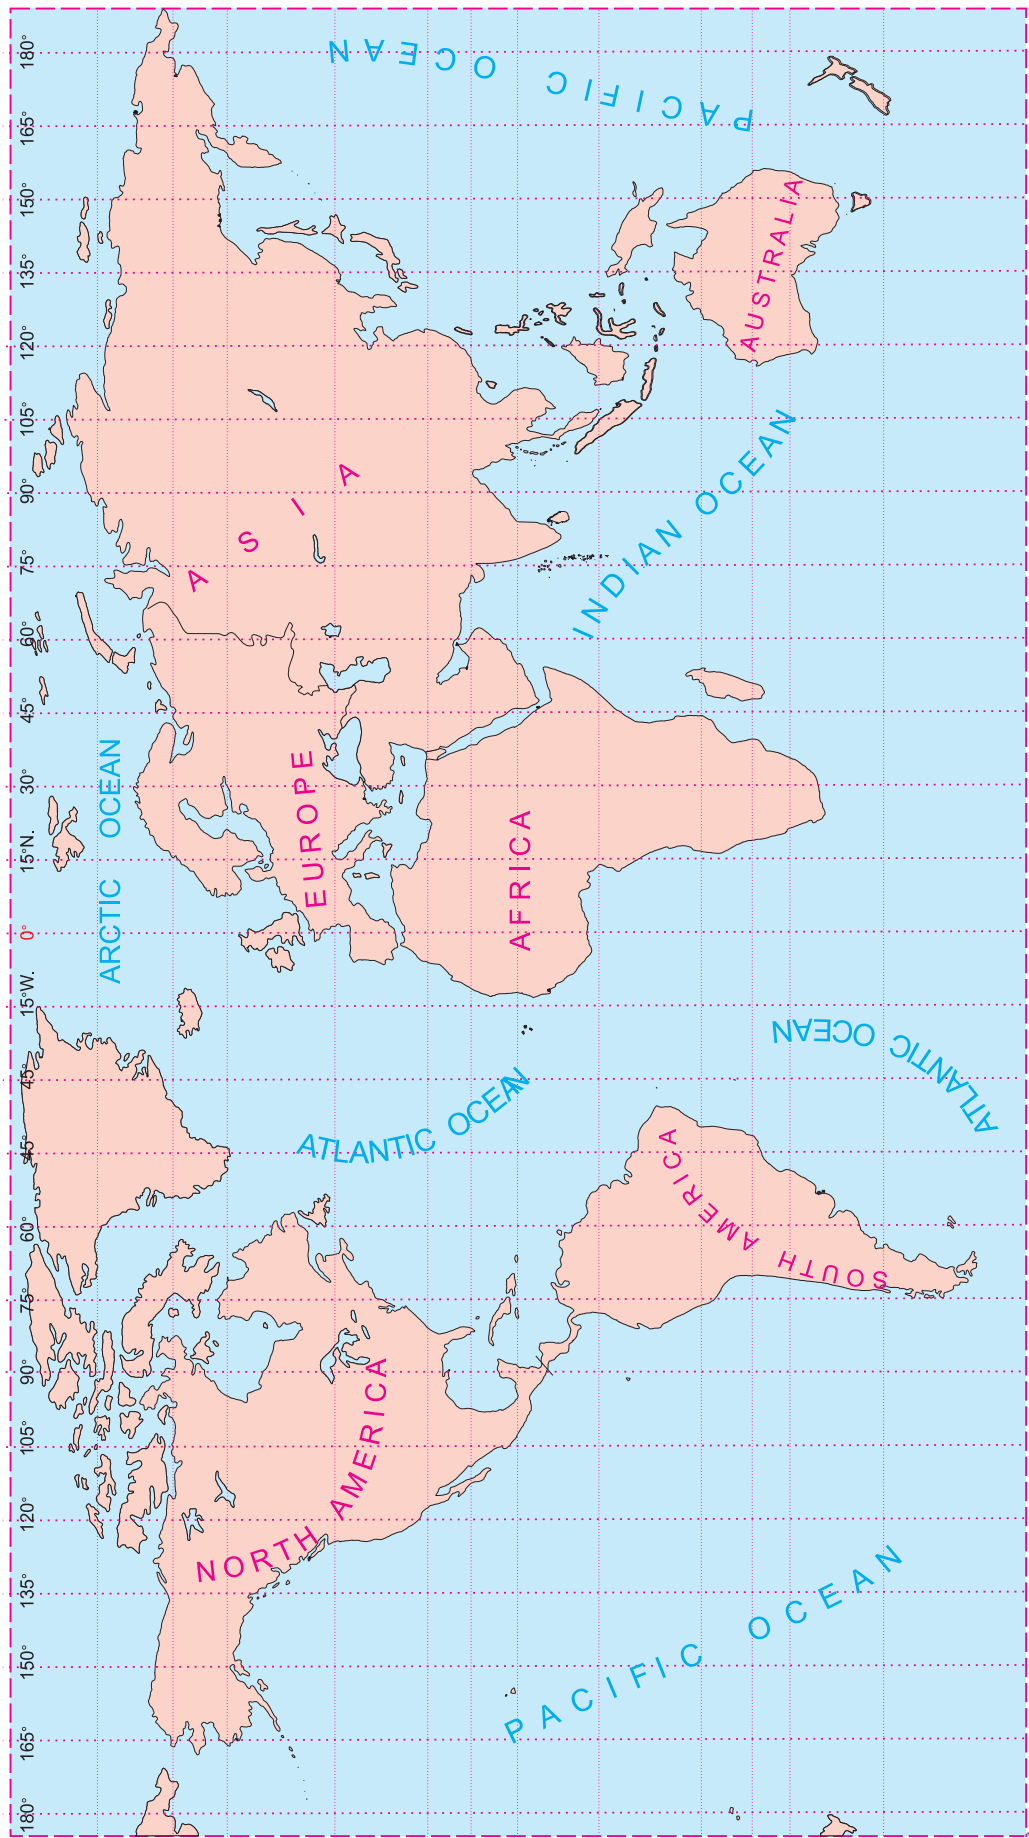 180° 165° 150° 135° 120° 105° 90° 75° 60° 45° 45° 15°W. 0° 15°N. 30° 45° 60° 75° 90° 105° 120° 135° 150° 165° 180°
ARCTIC OCEAN
NORTH AMERICA
EUROPE
ASIA
ATLANTIC OCEAN
PACIFIC OCEAN
AFRICA
PACIFIC OCEAN
INDIAN OCEAN
SOUTH AMERICA
AUSTRALIA
ATLANTIC OCEAN